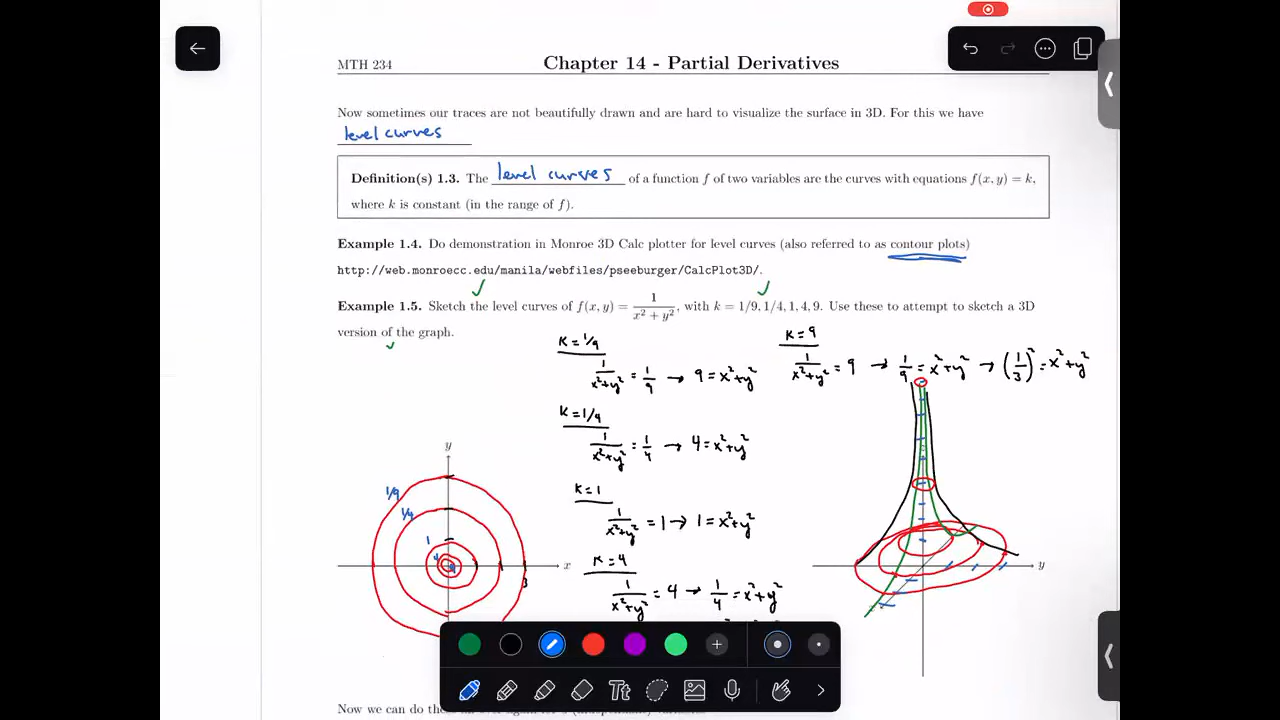 MTH 234
Chapter 14 - Partial Derivatives
Now sometimes our traces are not beautifully drawn and are hard to visualize the surface in 3D. For this we have
level curves
Definition(s) 1.3. The level curves of a function f of two variables are the curves with equations f(x, y) = k,
where k is constant (in the range of f).
Example 1.4. Do demonstration in Monroe 3D Calc plotter for level curves (also referred to as contour plots)
http://web.monroecc.edu/manila/webfiles/pseeburger/CalcPlot3D/.
Example 1.5. Sketch the level curves of f(x, y) = 1/(x² + y²), with k = 1/9, 1/4, 1, 4, 9. Use these to attempt to sketch a 3D
version of the graph.
K = 1/9
1/(x²+y²) = 1/9 → 9 = x²+y²
K = 1/4
1/(x²+y²) = 1/4 → 4 = x²+y²
K = 1
1/(x²+y²) = 1 → 1 = x²+y²
K = 4
1/(x²+y²) = 4 → 1/4 = x²+y²
K = 9
1/(x²+y²) = 9 → 1/9 = x²+y² → (1/3)² = x²+y²
y
1/9
1/4
1
4
9
x
3
y
Tt
Now we can do